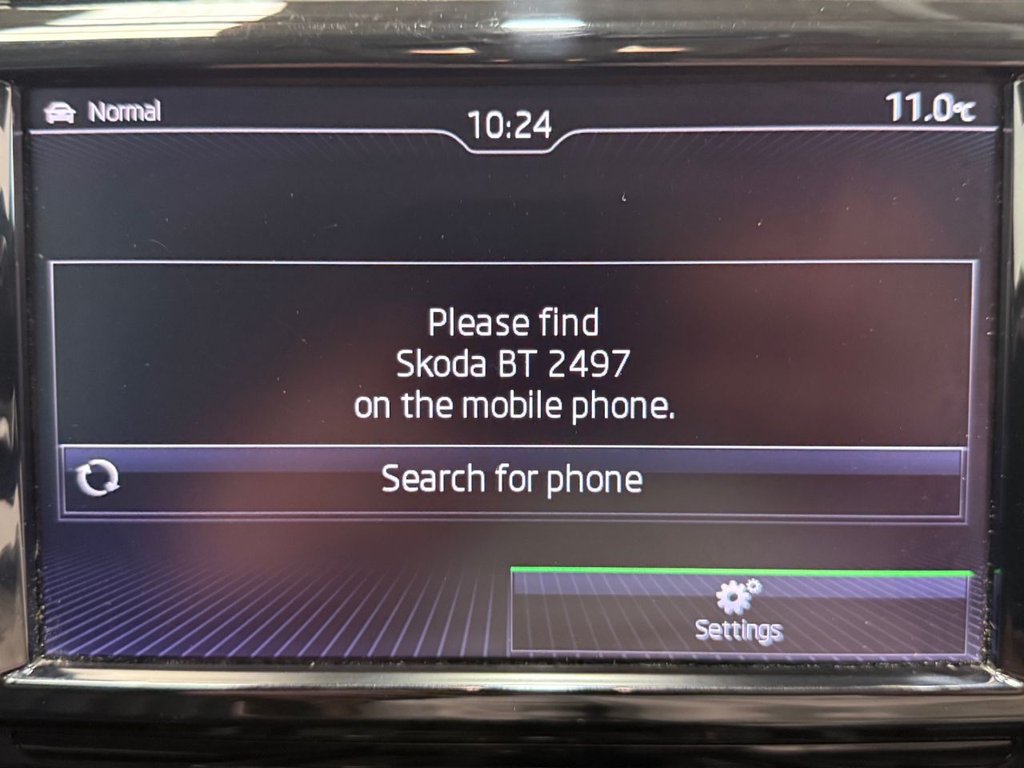 Normal
10:24
11.0°C
Please find
Skoda BT 2497
on the mobile phone.
Search for phone
Settings